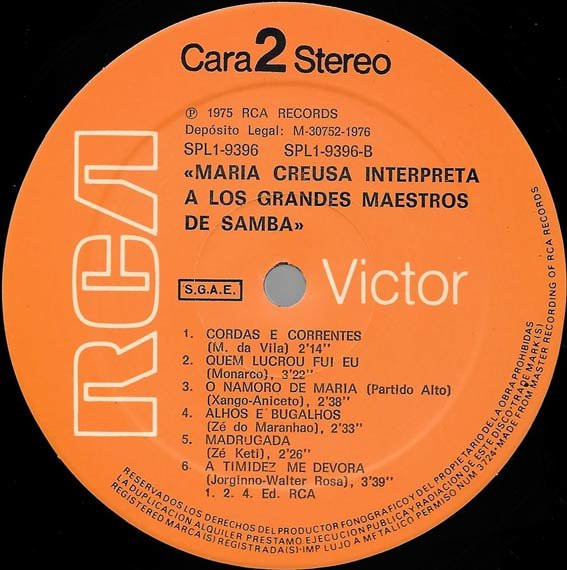 Cara 2 Stereo
℗ 1975 RCA RECORDS
Depósito Legal: M-30752-1976
SPL1-9396 SPL1-9396-B
«MARIA CREUSA INTERPRETA
A LOS GRANDES MAESTROS
DE SAMBA»
RCA
S.G.A.E.
Victor
1. CORDAS E CORRENTES
(M. da Vila) 2'14''
2. QUEM LUCROU FUI EU
(Monarco), 3'22''
3. O NAMORO DE MARIA (Partido Alto)
(Xango-Aniceto), 2'38''
4. ALHOS E BUGALHOS
(Zé do Maranhao), 2'33''
5. MADRUGADA
(Zé Keti), 2'26''
6. A TIMIDEZ ME DEVORA
(Jorginno-Walter Rosa), 3'39''
1. 2. 4. Ed. RCA
RESERVADOS LOS DERECHOS DEL PRODUCTOR FONOGRAFICO Y DEL PROPIETARIO DE LA OBRA PROHIBIDAS
LA DUPLICACION ALQUILER PRESTAMO EJECUCION PUBLICA Y RADIACION DE ESTE DISCO-TRADE MARK(S)
REGISTERED MARCA(S) REGISTRADA(S)-IMP LUJO A METALICO PERMISO NUM 3724-MADE FROM MASTER RECORDING OF RCA RECORDS